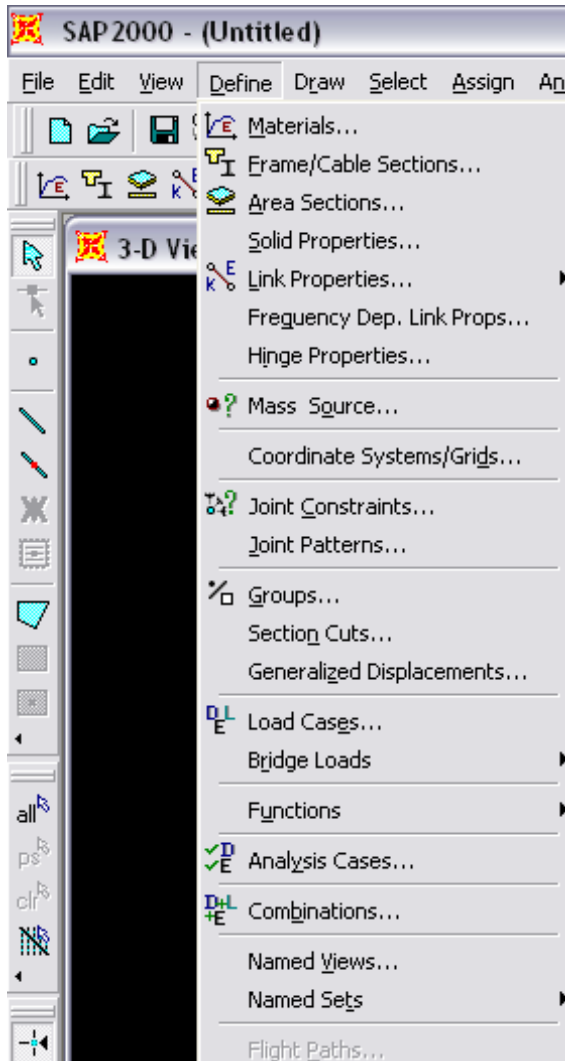 SAP2000 - (Untitled)
File Edit View Define Draw Select Assign An
Materials...
Frame/Cable Sections...
Area Sections...
3-D Vie
Solid Properties...
Link Properties...
Frequency Dep. Link Props...
Hinge Properties...
Mass Source...
Coordinate Systems/Grids...
Joint Constraints...
Joint Patterns...
Groups...
Section Cuts...
Generalized Displacements...
Load Cases...
Bridge Loads
all
Functions
ps
Analysis Cases...
clr
Combinations...
Named Views...
Named Sets
Flight Paths...